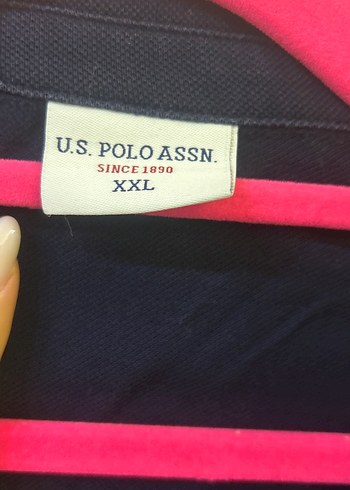 U.S. POLO ASSN.
SINCE 1890
XXL